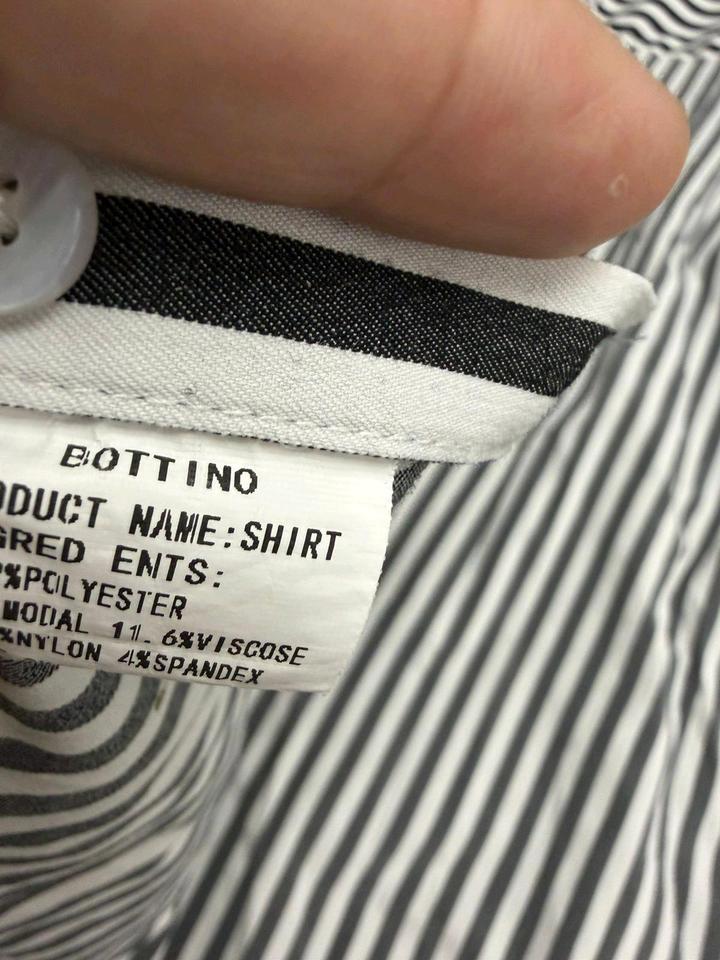 BOTTINO
ODUCT NAME:SHIRT
GRED ENTS:
%POLYESTER
MODAL 11.6%VISCOSE
%NYLON 4%SPANDEX